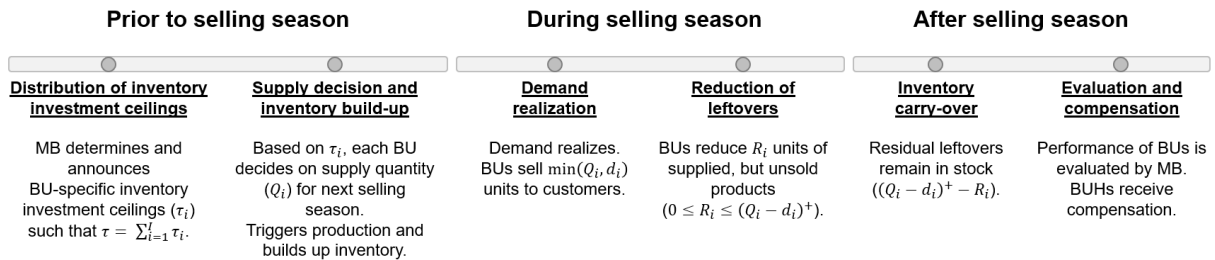 Prior to selling season
During selling season
After selling season
Distribution of inventory
investment ceilings
MB determines and
announces
BU-specific inventory
investment ceilings (τᵢ)
such that τ = ∑ᵢ₌₁ᴵ τᵢ.
Supply decision and
inventory build-up
Based on τᵢ, each BU
decides on supply quantity
(Qᵢ) for next selling
season.
Triggers production and
builds up inventory.
Demand
realization
Demand realizes.
BUs sell min(Qᵢ, dᵢ)
units to customers.
Reduction of
leftovers
BUs reduce Rᵢ units of
supplied, but unsold
products
(0 ≤ Rᵢ ≤ (Qᵢ − dᵢ)⁺).
Inventory
carry-over
Residual leftovers
remain in stock
((Qᵢ − dᵢ)⁺ − Rᵢ).
Evaluation and
compensation
Performance of BUs is
evaluated by MB.
BUHs receive
compensation.